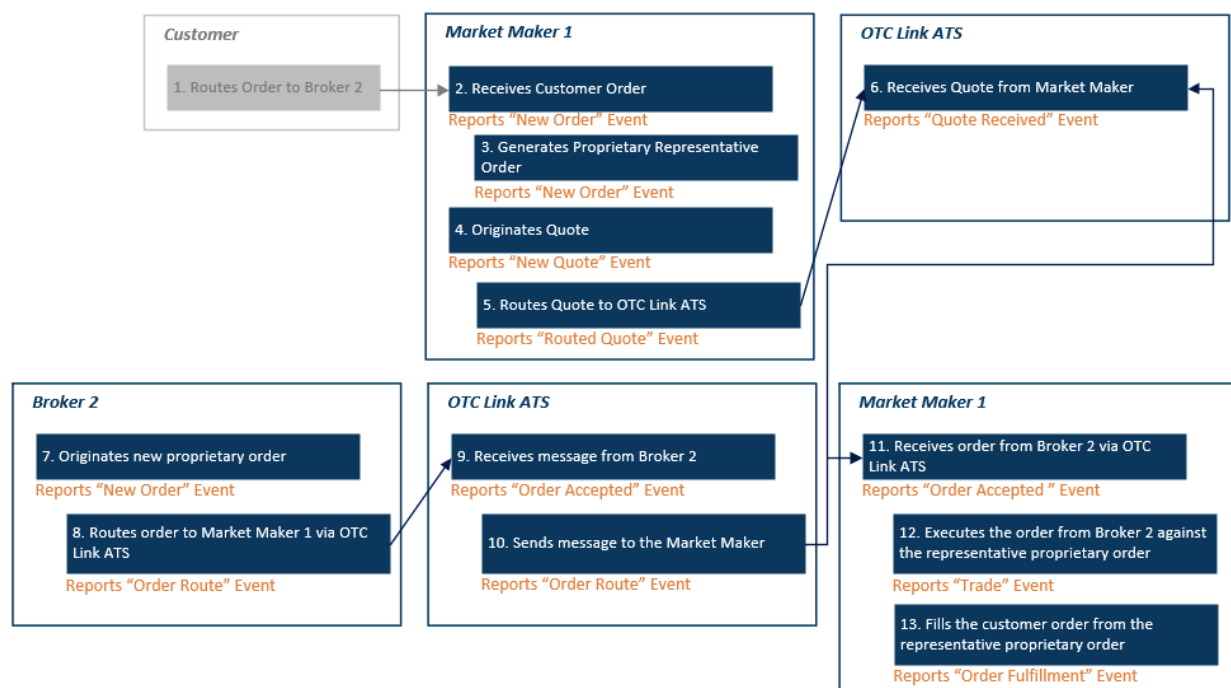 Customer
1. Routes Order to Broker 2
Market Maker 1
2. Receives Customer Order
Reports “New Order” Event
3. Generates Proprietary Representative
Order
Reports “New Order” Event
4. Originates Quote
Reports “New Quote” Event
5. Routes Quote to OTC Link ATS
Reports “Routed Quote” Event
OTC Link ATS
6. Receives Quote from Market Maker
Reports “Quote Received” Event
Broker 2
7. Originates new proprietary order
Reports “New Order” Event
8. Routes order to Market Maker 1 via OTC
Link ATS
Reports “Order Route” Event
OTC Link ATS
9. Receives message from Broker 2
Reports “Order Accepted” Event
10. Sends message to the Market Maker
Reports “Order Route” Event
Market Maker 1
11. Receives order from Broker 2 via OTC
Link ATS
Reports “Order Accepted ” Event
12. Executes the order from Broker 2 against
the representative proprietary order
Reports “Trade” Event
13. Fills the customer order from the
representative proprietary order
Reports “Order Fulfillment” Event